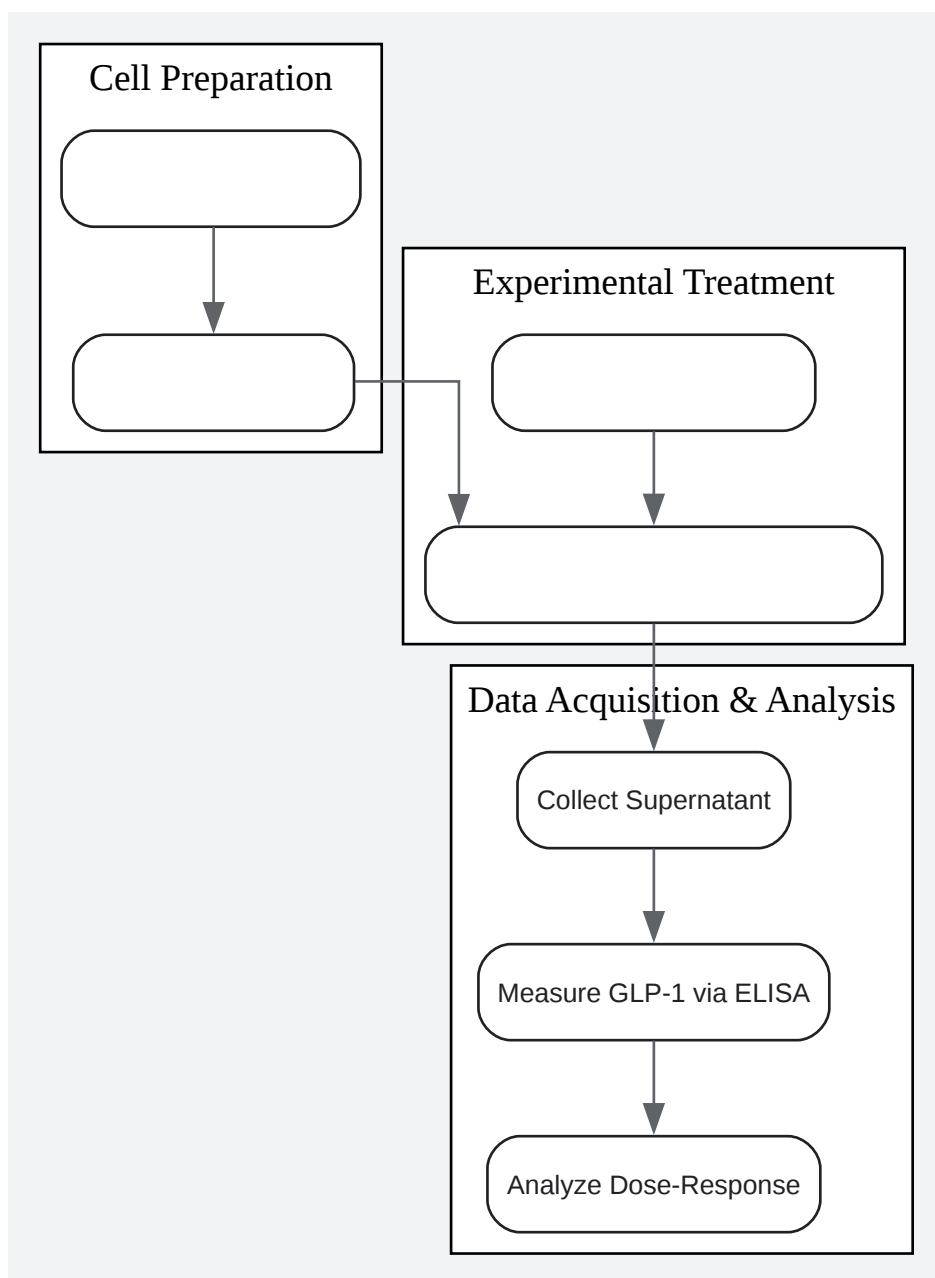 Cell Preparation
Experimental Treatment
Data Acquisition & Analysis
Collect Supernatant
Measure GLP-1 via ELISA
Analyze Dose-Response